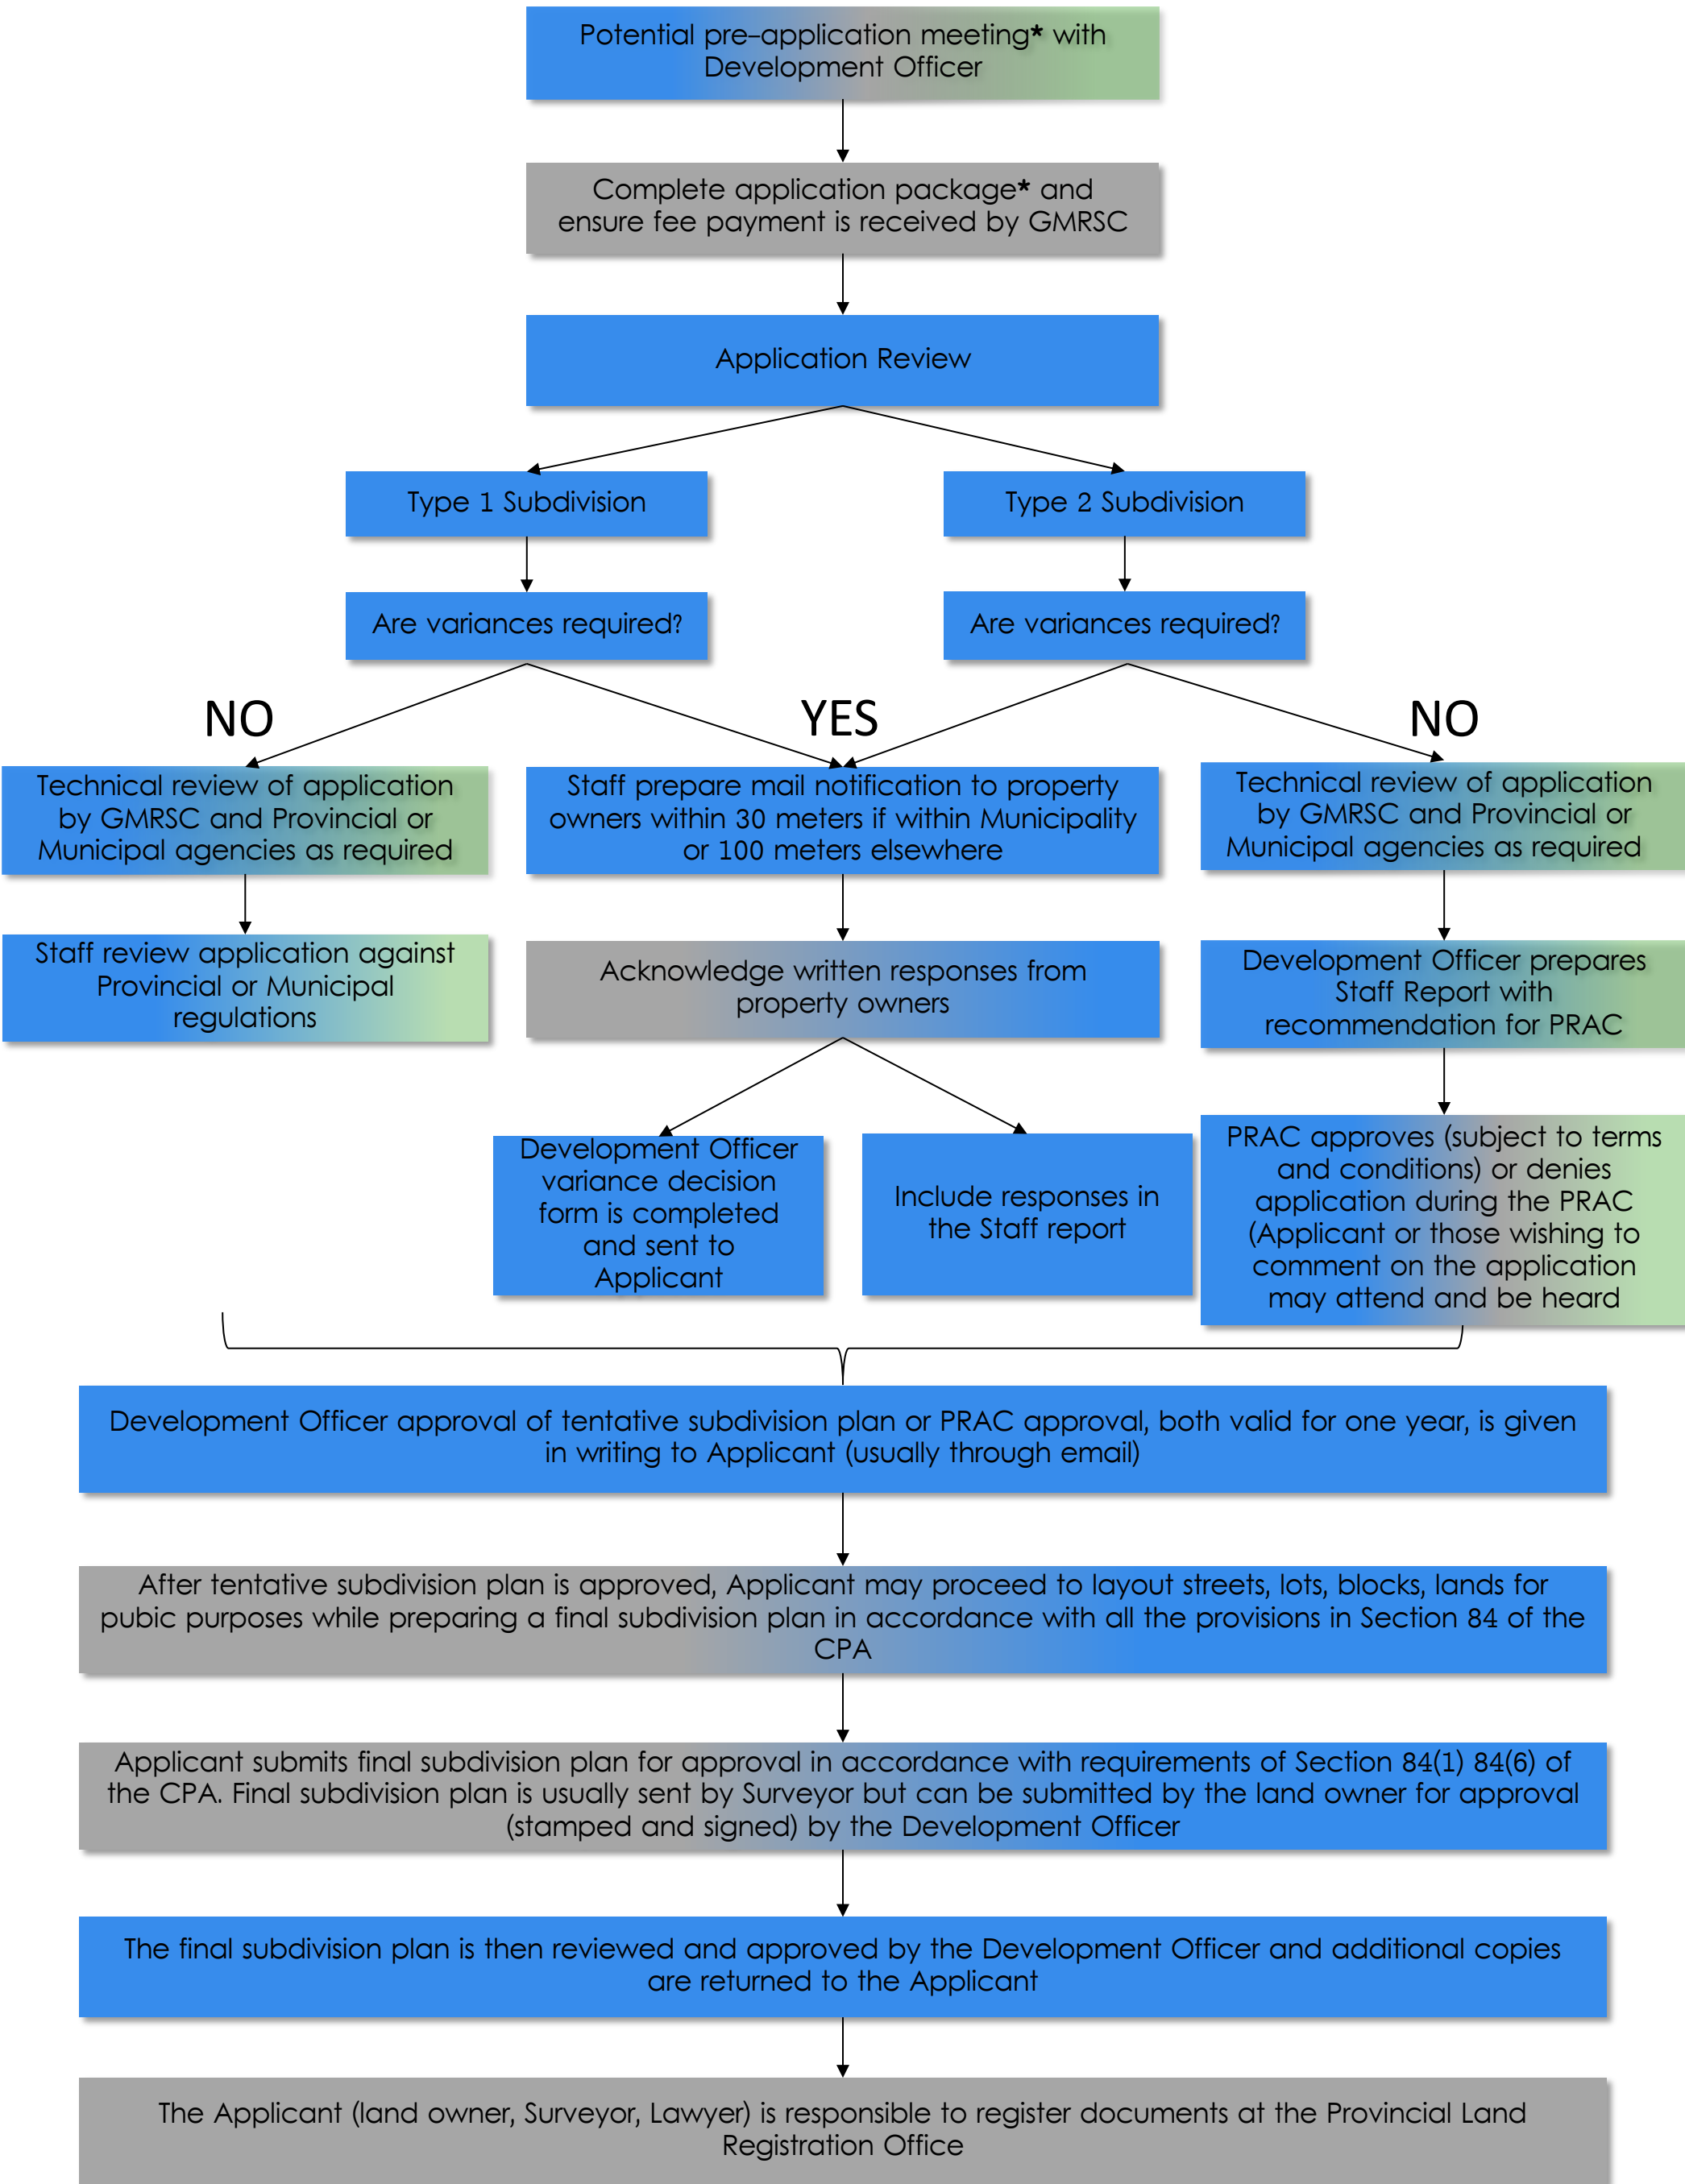 Potential pre-application meeting* with
Development Officer
Complete application package* and
ensure fee payment is received by GMRSC
Application Review
Type 1 Subdivision
Type 2 Subdivision
Are variances required?
Are variances required?
NO
YES
NO
Technical review of application
by GMRSC and Provincial or
Municipal agencies as required
Staff prepare mail notification to property
owners within 30 meters if within Municipality
or 100 meters elsewhere
Technical review of application
by GMRSC and Provincial or
Municipal agencies as required
Staff review application against
Provincial or Municipal
regulations
Acknowledge written responses from
property owners
Development Officer prepares
Staff Report with
recommendation for PRAC
Development Officer
variance decision
form is completed
and sent to
Applicant
Include responses in
the Staff report
PRAC approves (subject to terms
and conditions) or denies
application during the PRAC
(Applicant or those wishing to
comment on the application
may attend and be heard
Development Officer approval of tentative subdivision plan or PRAC approval, both valid for one year, is given
in writing to Applicant (usually through email)
After tentative subdivision plan is approved, Applicant may proceed to layout streets, lots, blocks, lands for
pubic purposes while preparing a final subdivision plan in accordance with all the provisions in Section 84 of the
CPA
Applicant submits final subdivision plan for approval in accordance with requirements of Section 84(1) 84(6) of
the CPA. Final subdivision plan is usually sent by Surveyor but can be submitted by the land owner for approval
(stamped and signed) by the Development Officer
The final subdivision plan is then reviewed and approved by the Development Officer and additional copies
are returned to the Applicant
The Applicant (land owner, Surveyor, Lawyer) is responsible to register documents at the Provincial Land
Registration Office